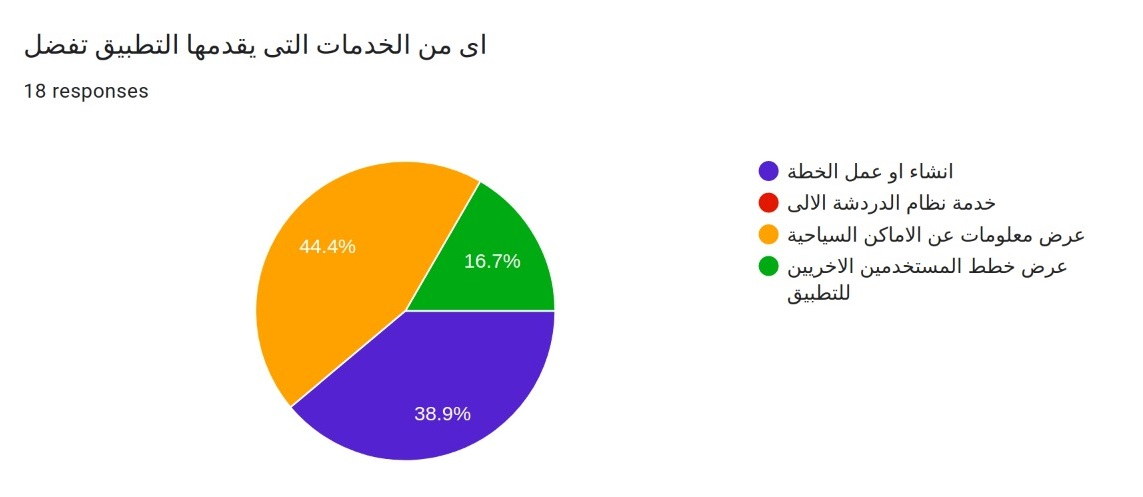 اى من الخدمات التى يقدمها التطبيق تفضل
18 responses
44.4%
16.7%
38.9%
انشاء او عمل الخطة
خدمة نظام الدردشة الالى
عرض معلومات عن الاماكن السياحية
عرض خطط المستخدمين الاخريين
للتطبيق